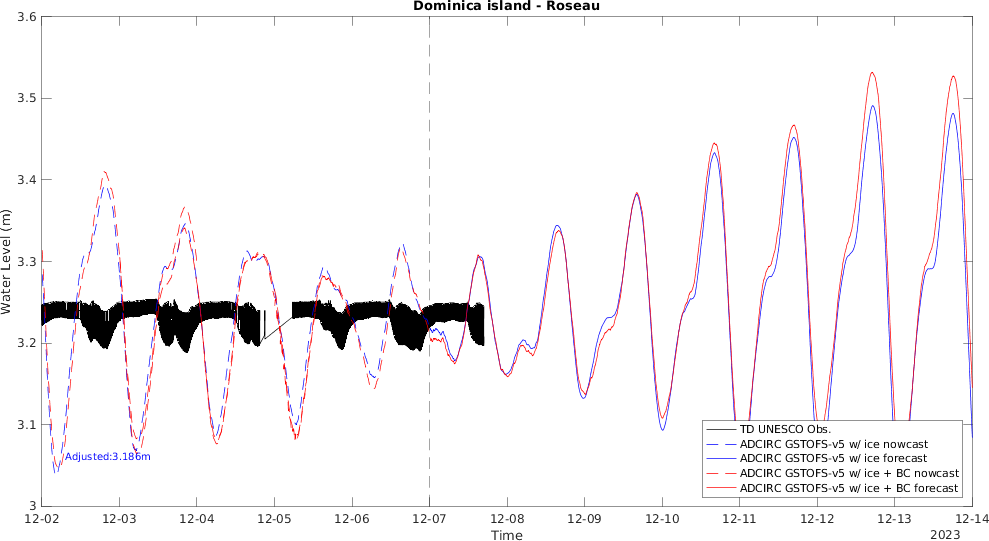 Dominica island - Roseau
3.6
3.5
3.4
3.3
3.2
3.1
3
Water Level (m)
Adjusted:3.186m
TD UNESCO Obs.
ADCIRC GSTOFS-v5 w/ ice nowcast
ADCIRC GSTOFS-v5 w/ ice forecast
ADCIRC GSTOFS-v5 w/ ice + BC nowcast
ADCIRC GSTOFS-v5 w/ ice + BC forecast
12-02 12-03 12-04 12-05 12-06 12-07 12-08 12-09 12-10 12-11 12-12 12-13 12-14
Time
2023